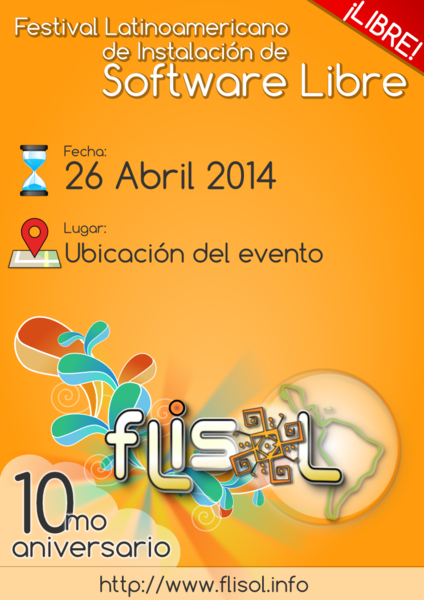 Festival Latinoamericano
de Instalación de
Software Libre
¡LIBRE!
Fecha:
26 Abril 2014
Lugar:
Ubicación del evento
flisol
10mo
aniversario
http://www.flisol.info